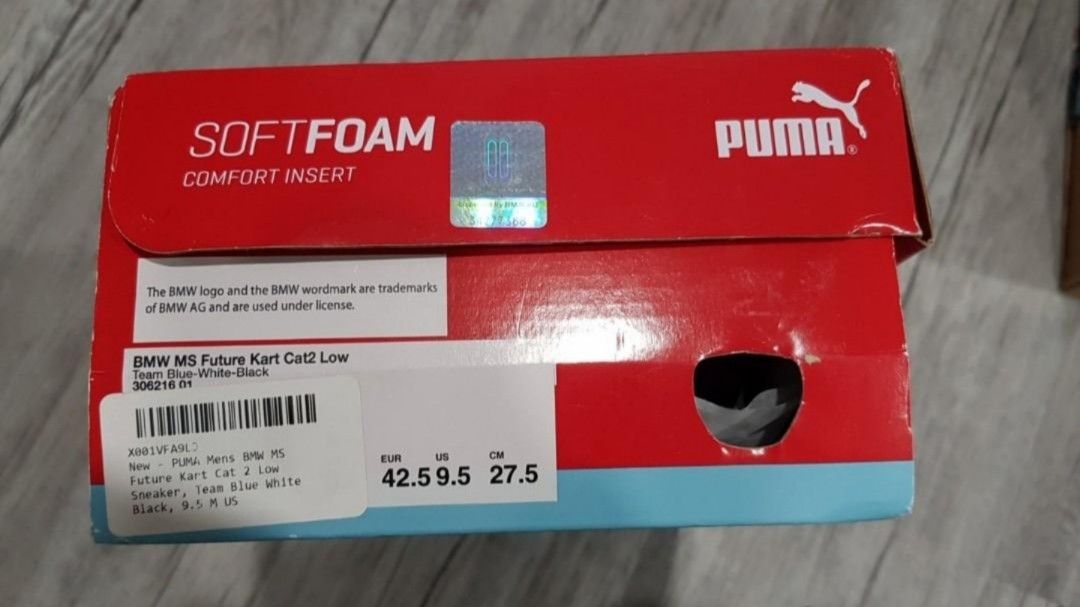 SOFTFOAM
COMFORT INSERT
PUMA®
The BMW logo and the BMW wordmark are trademarks
of BMW AG and are used under license.
BMW MS Future Kart Cat2 Low
Team Blue-White-Black
306216 01
X001VFA9L
New - PUMA Mens BMW MS
Future Kart Cat 2 Low
Sneaker, Team Blue White
Black, 9.5 M US
EUR US CM
42.5 9.5 27.5